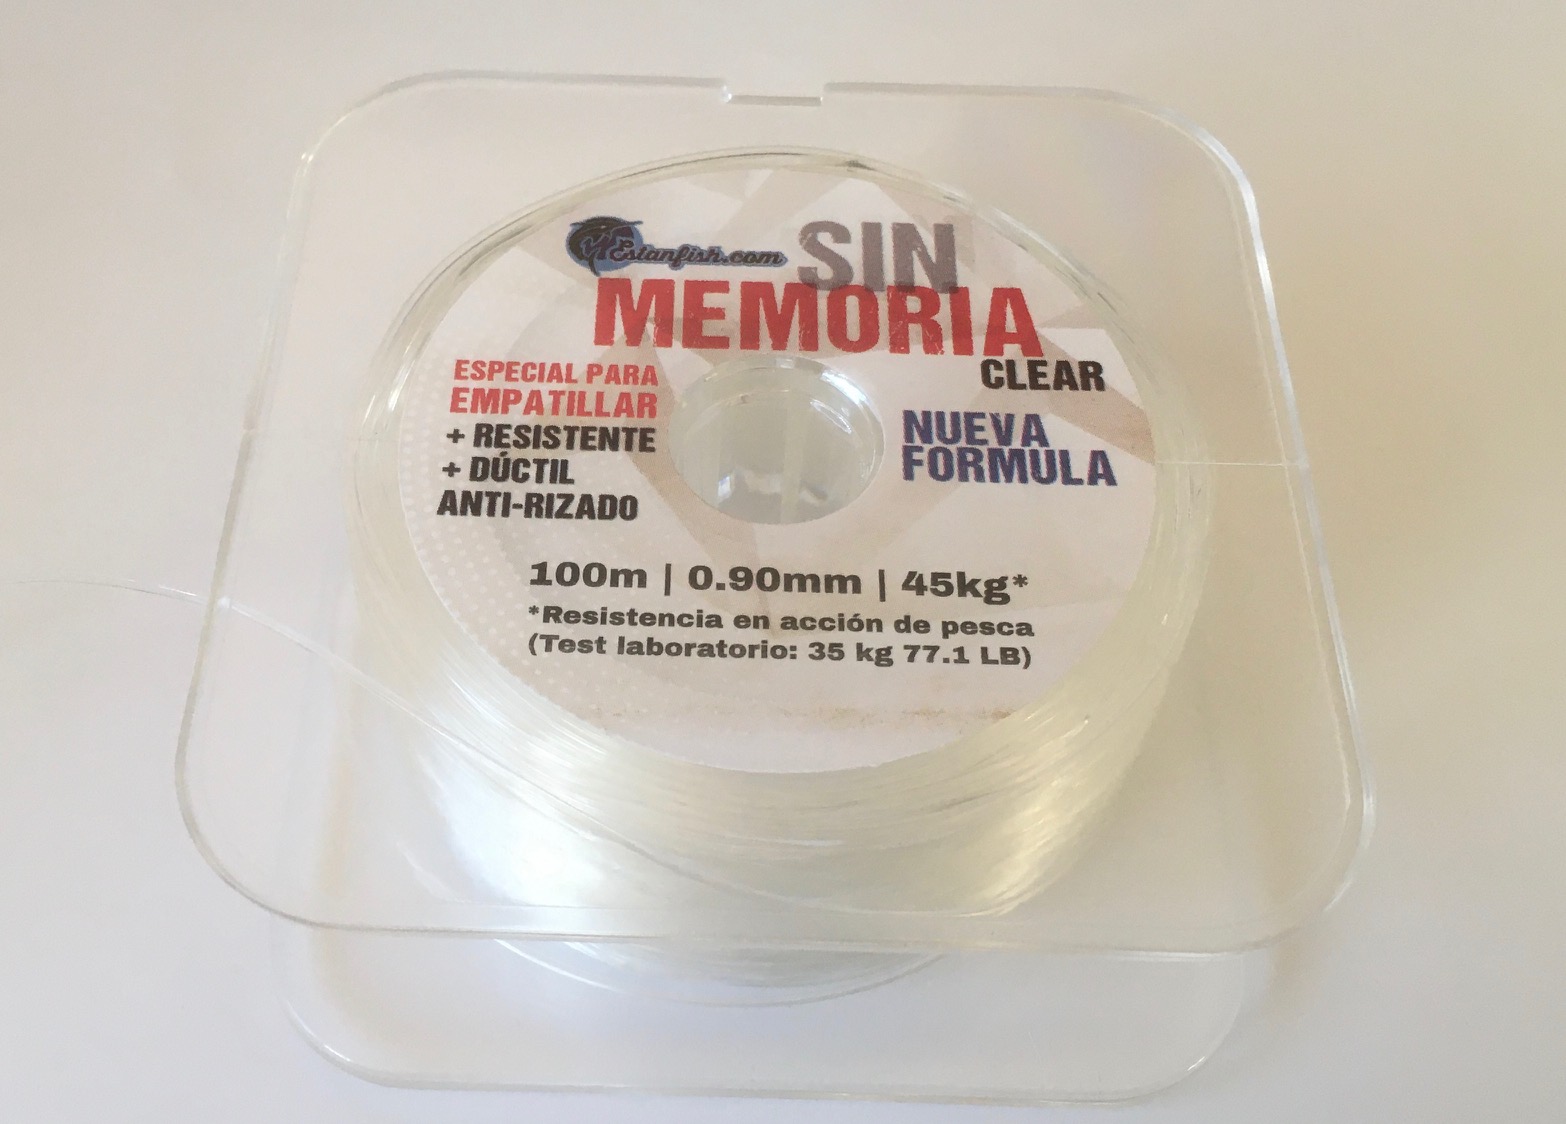 Estanfish.com
SIN
MEMORIA
CLEAR
ESPECIAL PARA
EMPATILLAR
+ RESISTENTE
+ DÚCTIL
ANTI-RIZADO
NUEVA
FORMULA
100m | 0.90mm | 45kg*
*Resistencia en acción de pesca
(Test laboratorio: 35 kg 77.1 LB)